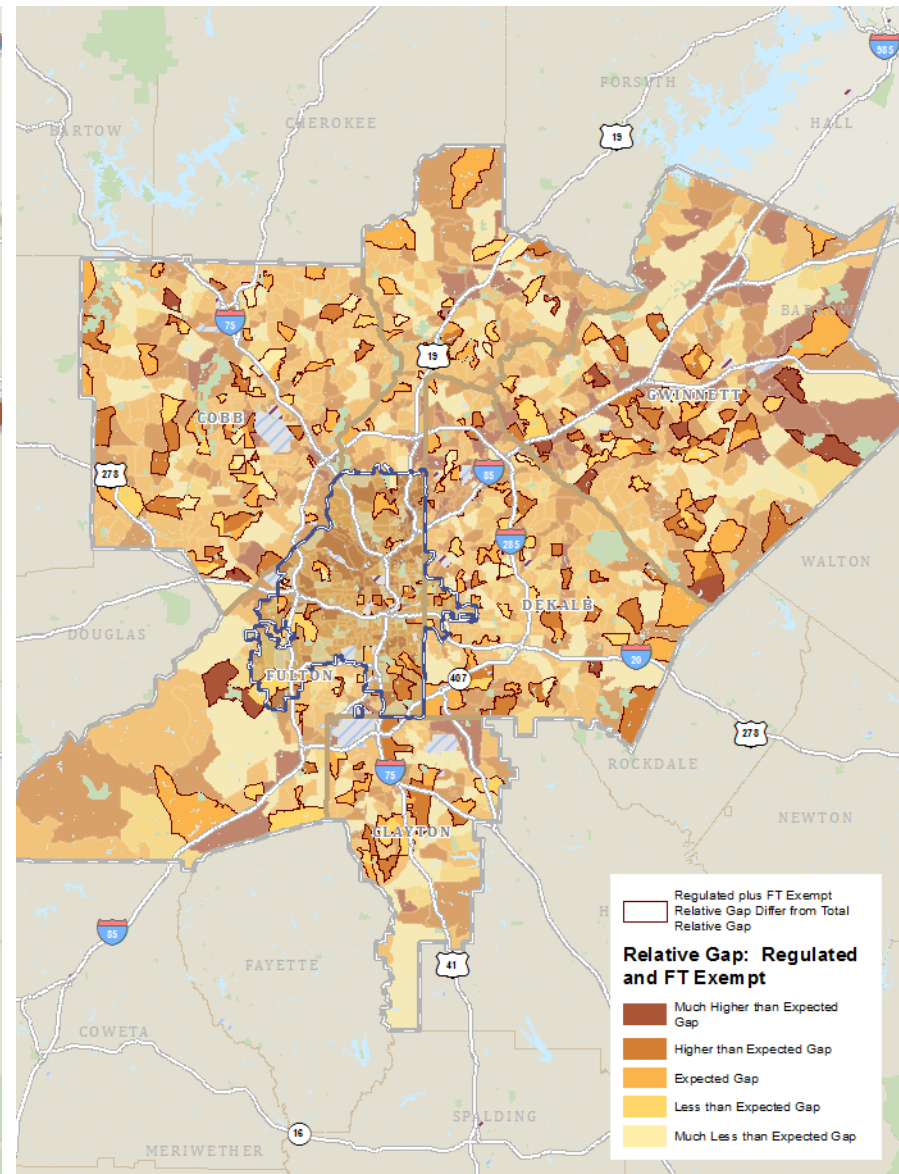 985
FORSYTH
BARTOW
CHEROKEE
19
HALL
75
BARROW
19
GWINNETT
COBB
278
85
285
WALTON
DEKALB
DOUGLAS
20
FULTON
407
278
ROCKDALE
75
NEWTON
CLAYTON
Regulated plus FT Exempt
Relative Gap Differ from Total
Relative Gap
H
85
FAYETTE
41
Relative Gap: Regulated
and FT Exempt
Much Higher than Expected
Gap
COWETA
Higher than Expected Gap
Expected Gap
Less than Expected Gap
SPALDING
16
Much Less than Expected Gap
MERIWETHER